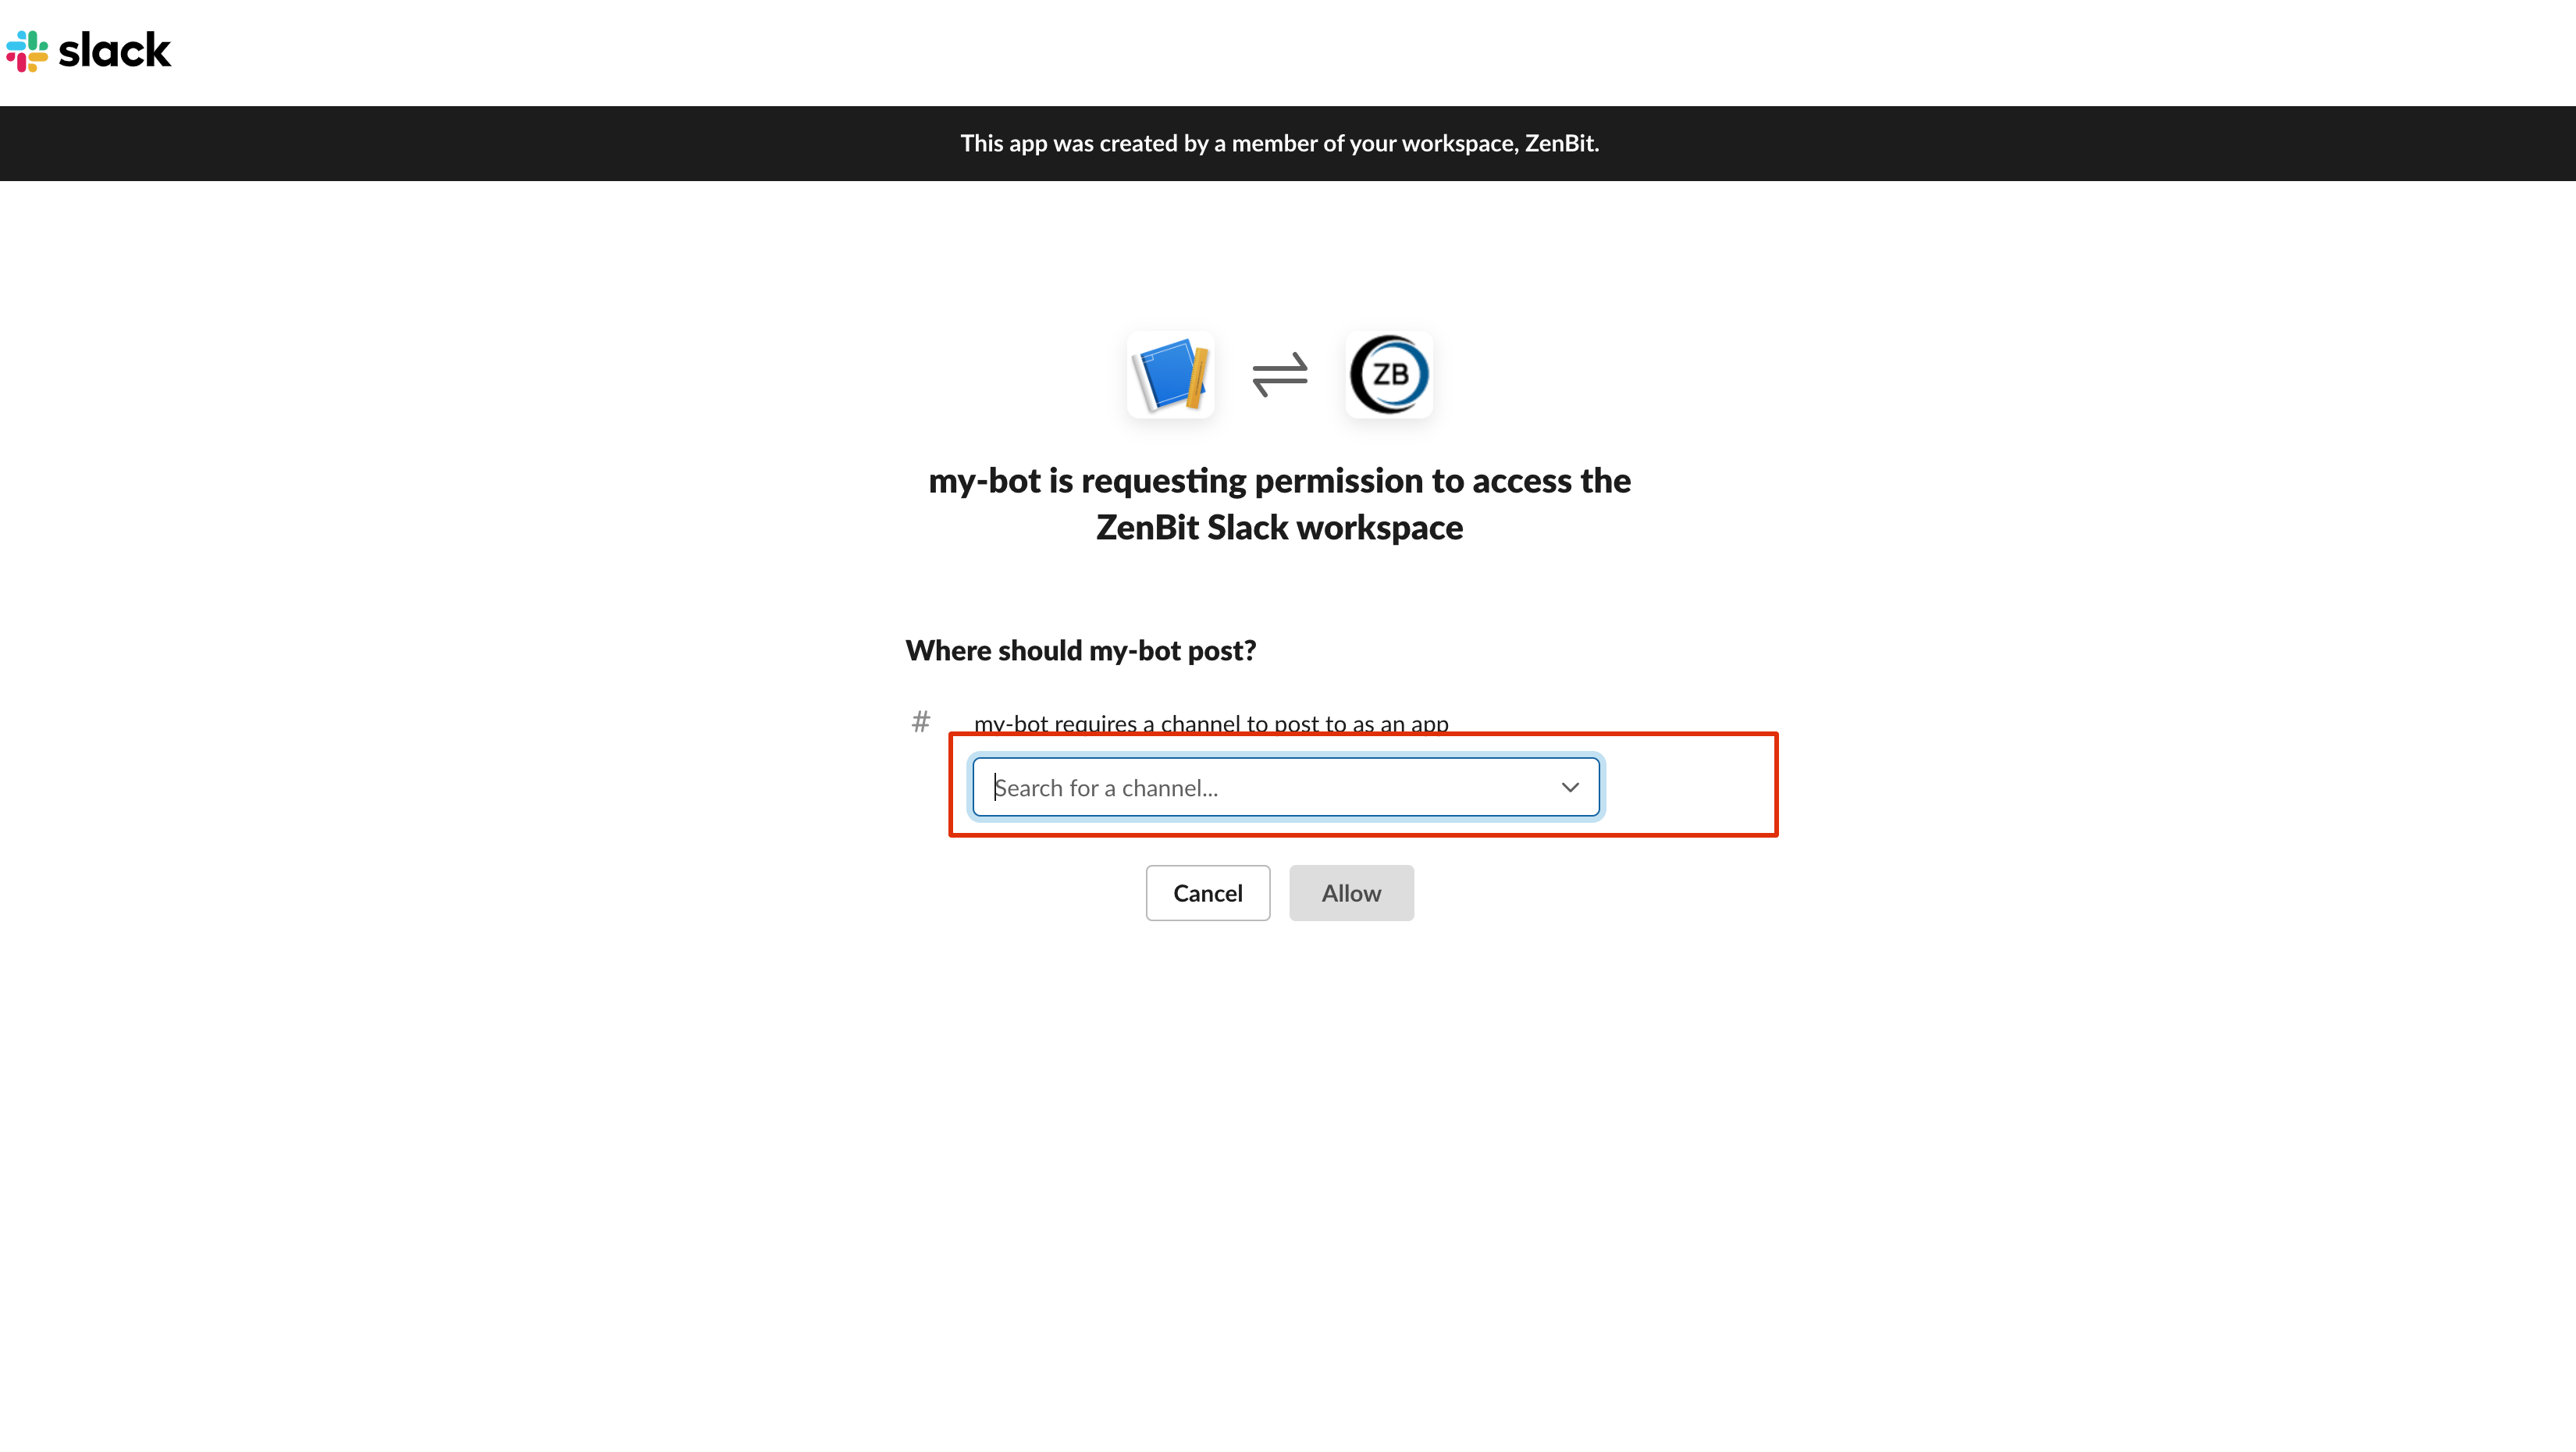 slack
This app was created by a member of your workspace, ZenBit.
ZB
my-bot is requesting permission to access the
ZenBit Slack workspace
Where should my-bot post?
# my-bot requires a channel to post to as an app
Search for a channel...
Cancel Allow